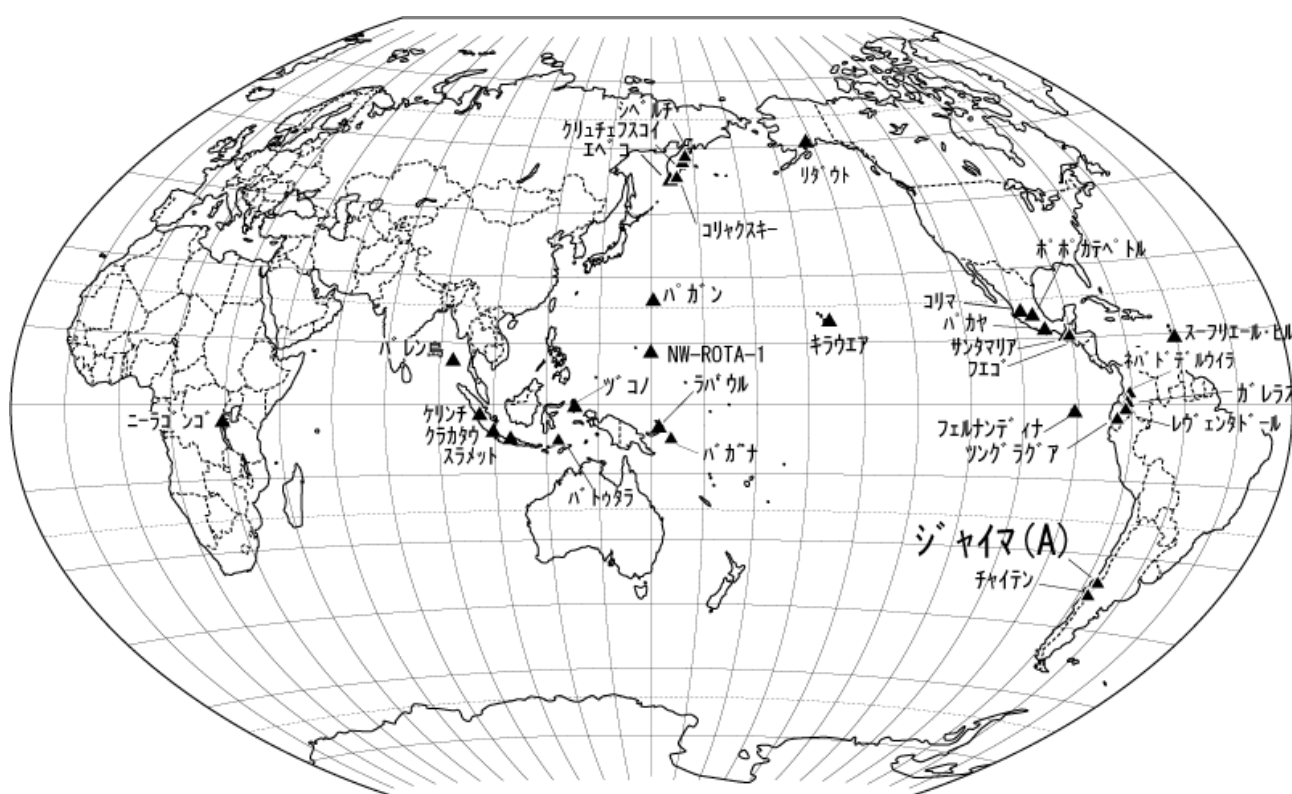 シベルチ
クリュチェフスコイ
エベコ
リダウト
コリャクスキー
ポポカテペトル
パガン
コリマ
パカヤ
キラウエア
サンタマリア
スーフリエール・ヒル
バレン島
NW-ROTA-1
フエゴ
ネバドデルウイラ
ヅコノ
ラバウル
ガレラス
ニーラゴンゴ
ケリンチ
フェルナンディナ
レヴェンタドール
クラカタウ
スラメット
バガナ
ツングラグア
バトゥタラ
ジャイマ(A)
チャイテン